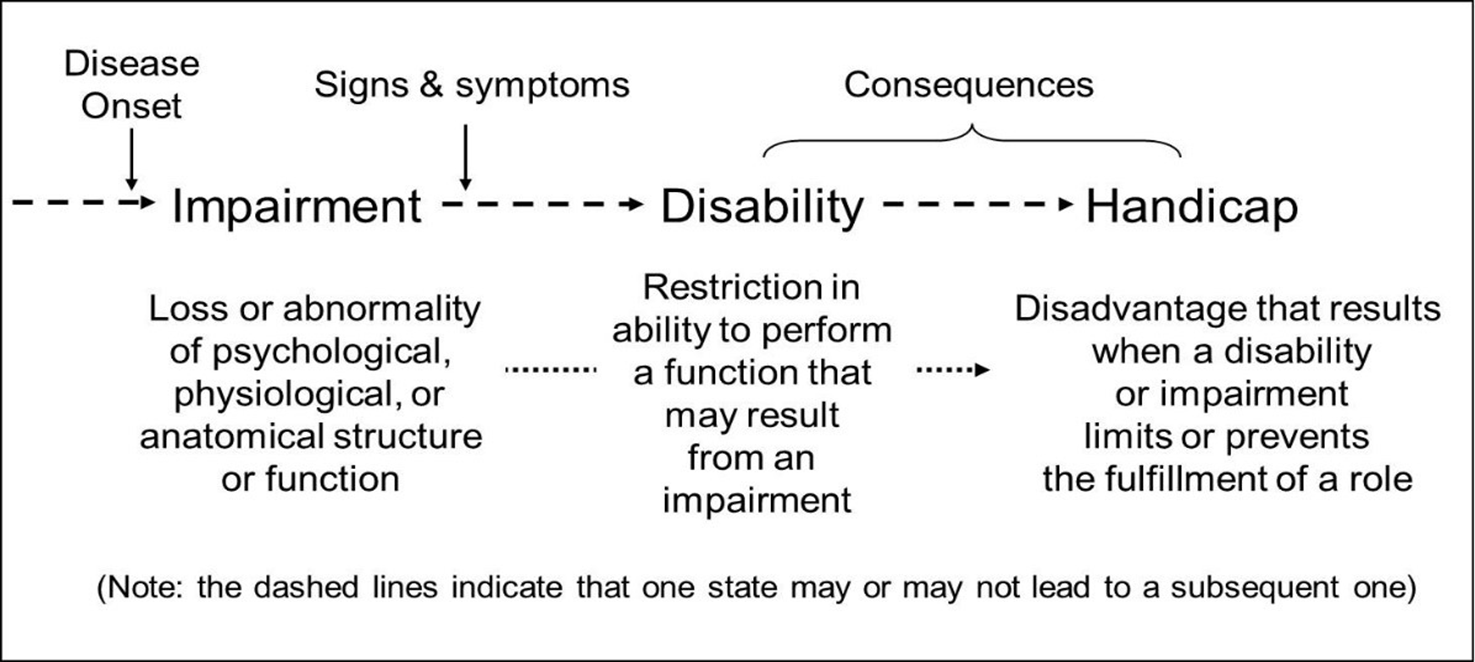 Disease
Onset
Signs & symptoms
Consequences
Impairment
Disability
Handicap
Loss or abnormality
of psychological,
physiological, or
anatomical structure
or function
Restriction in
ability to perform
a function that
may result
from an
impairment
Disadvantage that results
when a disability
or impairment
limits or prevents
the fulfillment of a role
(Note: the dashed lines indicate that one state may or may not lead to a subsequent one)